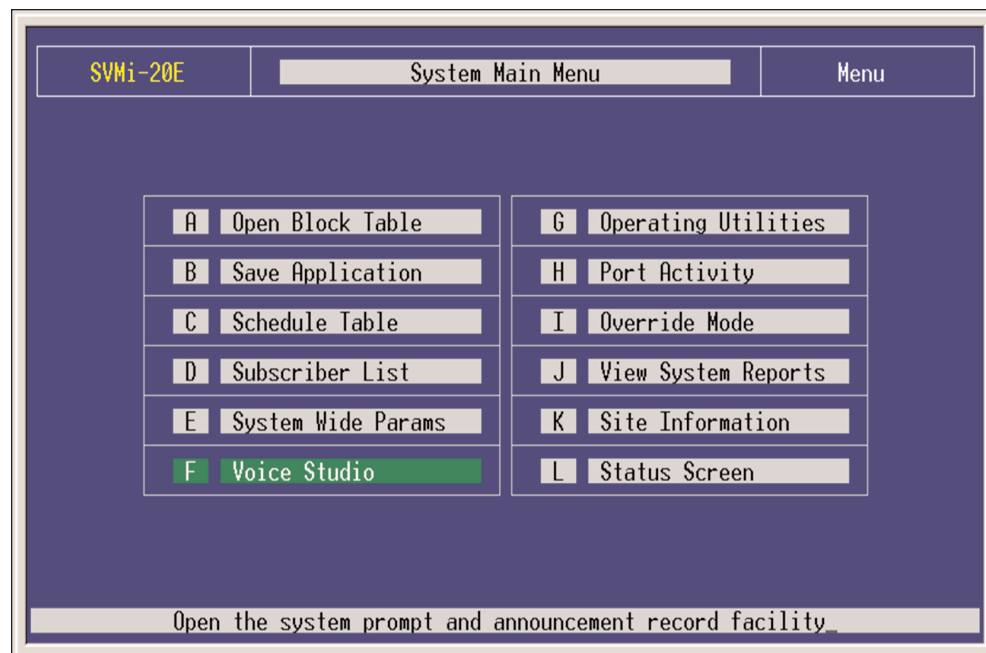 SVMi-20E System Main Menu Menu
A Open Block Table
B Save Application
C Schedule Table
D Subscriber List
E System Wide Params
F Voice Studio
G Operating Utilities
H Port Activity
I Override Mode
J View System Reports
K Site Information
L Status Screen
Open the system prompt and announcement record facility_